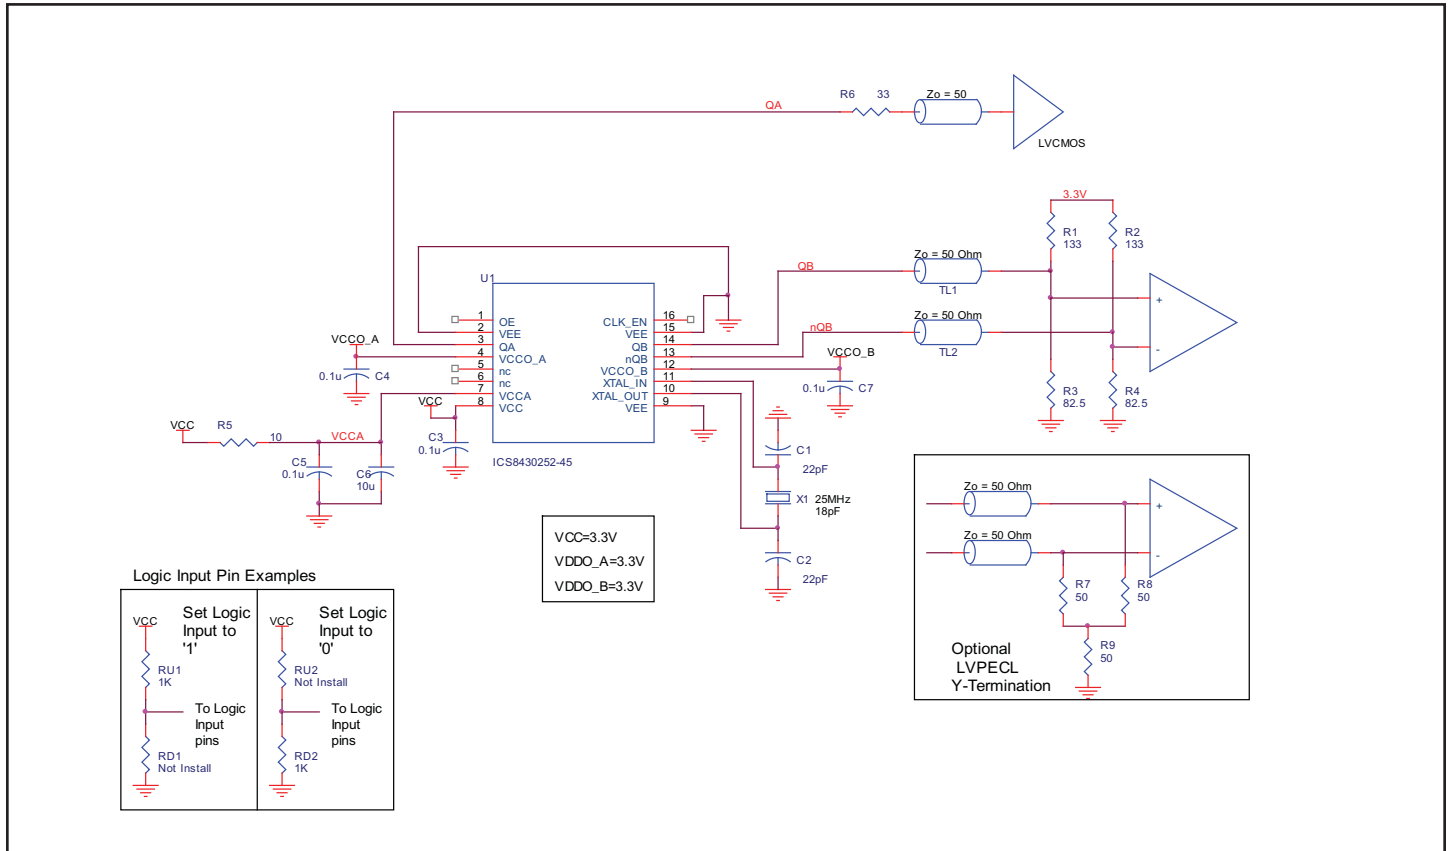 QA
R6 33
Zo = 50
LVCMOS
3.3V
R1
133
R2
133
QB
Zo = 50 Ohm
TL1
+
nQB
Zo = 50 Ohm
TL2
-
R3
82.5
R4
82.5
U1
1 OE
2 VEE
3 QA
4 VCCO_A
5 nc
6 nc
7 VCCA
8 VCC
CLK_EN 16
VEE 15
QB 14
nQB 13
VCCO_B 12
XTAL_IN 11
XTAL_OUT 10
VEE 9
ICS8430252-45
VCCO_A
0.1u C4
VCCO_B
0.1u C7
VCC
C3
0.1u
VCC
R5
10
VCCA
C5
0.1u
C6
10u
C1
22pF
X1 25MHz
18pF
C2
22pF
VCC=3.3V
VDDO_A=3.3V
VDDO_B=3.3V
Zo = 50 Ohm
+
Zo = 50 Ohm
-
R7
50
R8
50
R9
50
Optional
LVPECL
Y-Termination
Logic Input Pin Examples
VCC
Set Logic
Input to
'1'
RU1
1K
To Logic
Input
pins
RD1
Not Install
VCC
Set Logic
Input to
'0'
RU2
Not Install
To Logic
Input
pins
RD2
1K